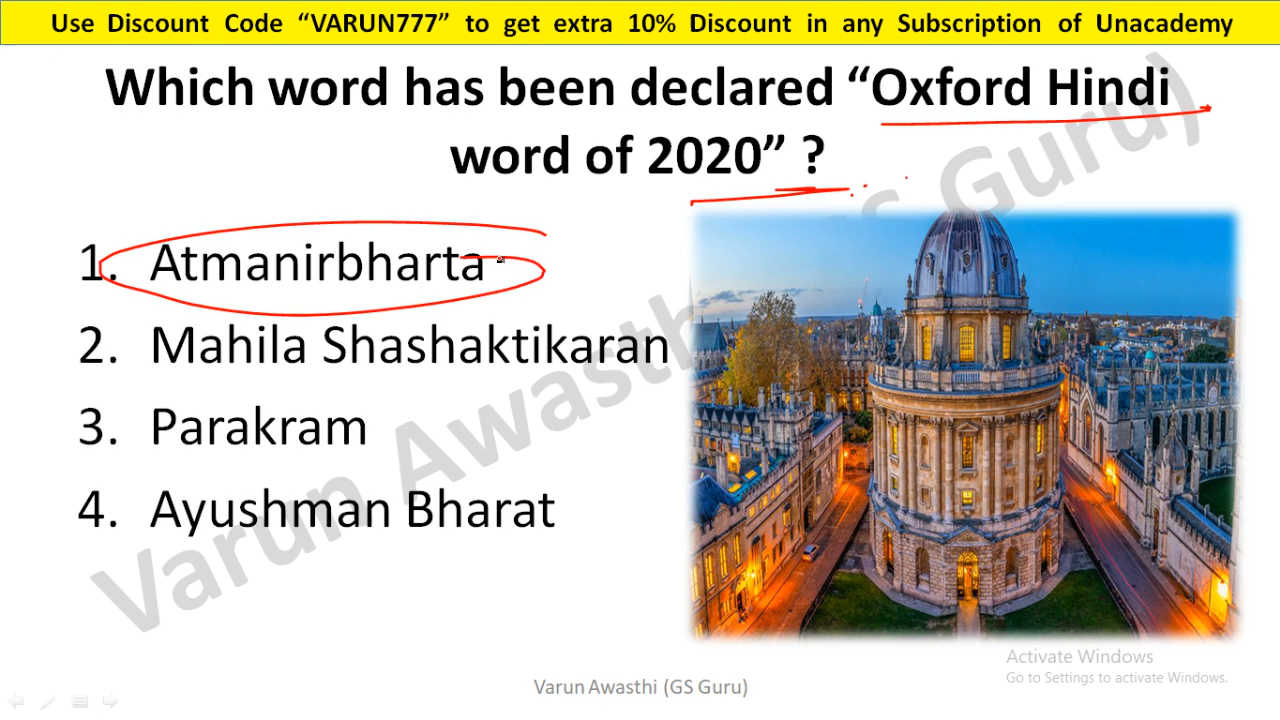 Use Discount Code “VARUN777” to get extra 10% Discount in any Subscription of Unacademy
Which word has been declared “Oxford Hindi
word of 2020” ?
1. Atmanirbharta
2. Mahila Shashaktikaran
3. Parakram
4. Ayushman Bharat
Varun Awasthi (GS Guru)
Activate Windows
Go to Settings to activate Windows.
Varun Awasthi (GS Guru)